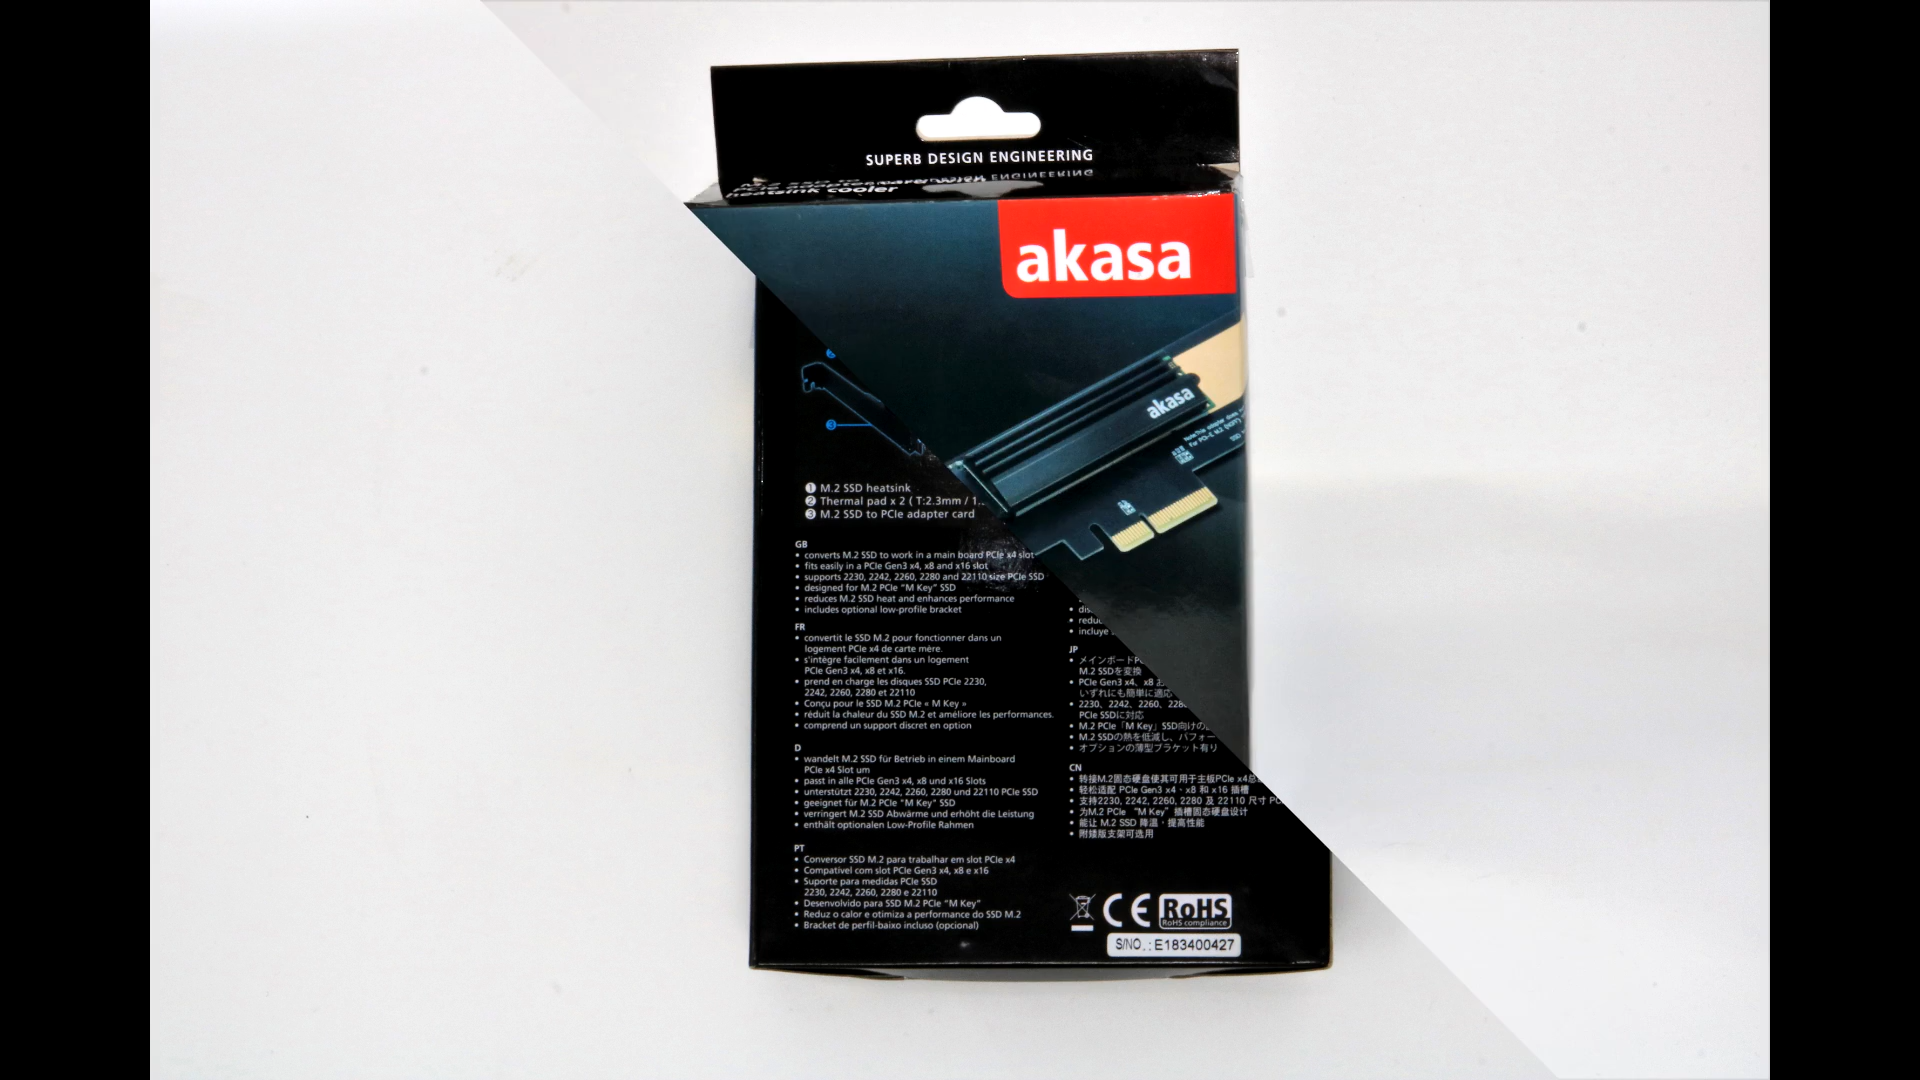 SUPERB DESIGN ENGINEERING
PCIe adapter
heatsink cooler
akasa
akasa
① M.2 SSD heatsink
② Thermal pad x 2 ( T:2.3mm /
③ M.2 SSD to PCIe adapter card
GB
• converts M.2 SSD to work in a main board PCIe x4 slot
• fits easily in a PCIe Gen3 x4, x8 and x16 slot
• supports 2230, 2242, 2260, 2280 and 22110 size PCIe SSD
• designed for M.2 PCIe "M Key" SSD
• reduces M.2 SSD heat and enhances performance
• includes optional low-profile bracket
FR
• convertit le SSD M.2 pour fonctionner dans un
logement PCIe x4 de carte mère.
• s'intègre facilement dans un logement
PCIe Gen3 x4, x8 et x16.
• prend en charge les disques SSD PCIe 2230,
2242, 2260, 2280 et 22110
• Conçu pour le SSD M.2 PCIe « M Key »
• réduit la chaleur du SSD M.2 et améliore les performances.
• comprend un support discret en option
D
• wandelt M.2 SSD für Betrieb in einem Mainboard
PCIe x4 Slot um
• passt in alle PCIe Gen3 x4, x8 und x16 Slots
• unterstützt 2230, 2242, 2260, 2280 und 22110 PCIe SSD
• geeignet für M.2 PCIe "M Key" SSD
• verringert M.2 SSD Abwärme und erhöht die Leistung
• enthält optionalen Low-Profile Rahmen
PT
• Conversor SSD M.2 para trabalhar em slot PCIe x4
• Compatível com slot PCIe Gen3 x4, x8 e x16
• Suporte para medidas PCIe SSD
2230, 2242, 2260, 2280 e 22110
• Desenvolvido para SSD M.2 PCIe "M Key"
• Reduz o calor e otimiza a performance do SSD M.2
• Bracket de perfil-baixo incluso (opcional)
• incluye
JP
• メインボード
M.2 SSDを変換
• PCIe Gen3 x4、x8
いずれにも簡単に適応
• 2230、2242、2260、
PCIe SSDに対応
• M.2 PCIe「M Key」SSD向けの
• M.2 SSDの熱を低減し、パフォー
• オプションの薄型ブラケット有り
CN
• 转接M.2固态硬盘使其可用于主板PCIe x4
• 轻松适配 PCIe Gen3 x4、x8 和 x16 插槽
• 支持2230, 2242, 2260, 2280 及 22110 尺寸
• 为M.2 PCIe “M Key” 插槽固态硬盘设计
• 能让 M.2 SSD 降温，提高性能
• 附矮版支架可选用
CE RoHS
RoHS compliance
S/NO.:E183400427